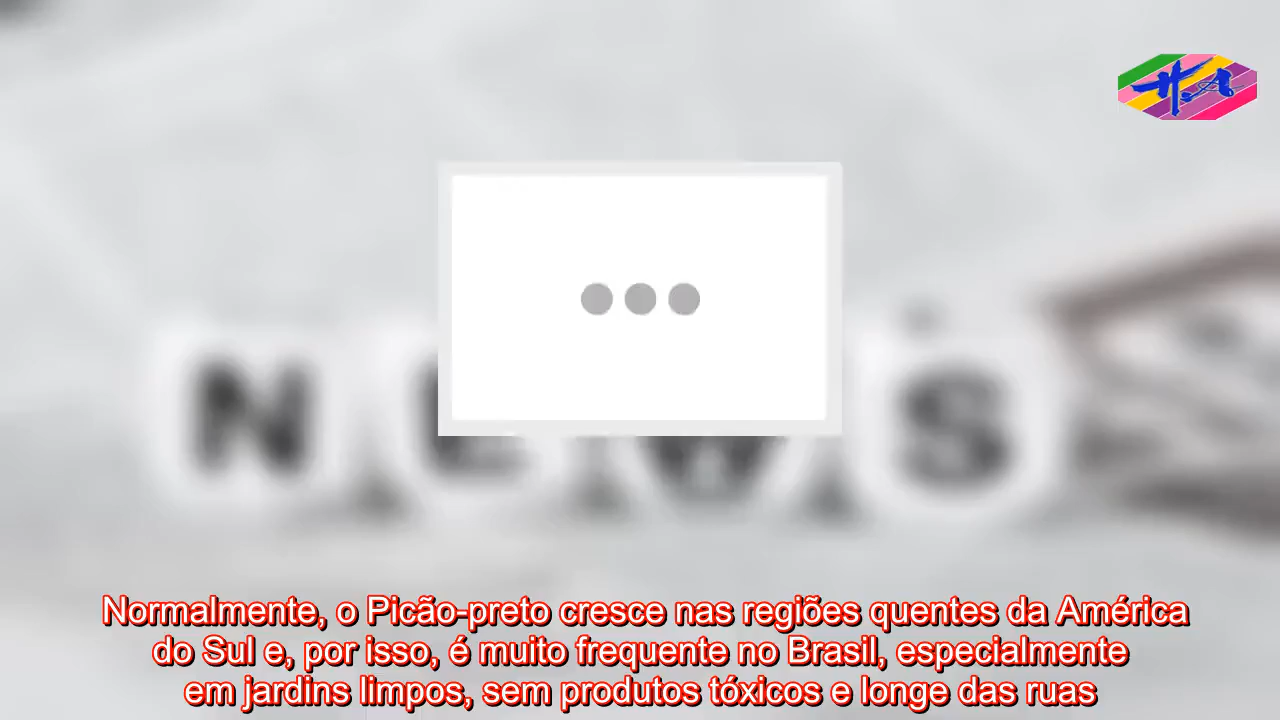 H.A
N E W S
Normalmente, o Picão-preto cresce nas regiões quentes da América
do Sul e, por isso, é muito frequente no Brasil, especialmente
em jardins limpos, sem produtos tóxicos e longe das ruas